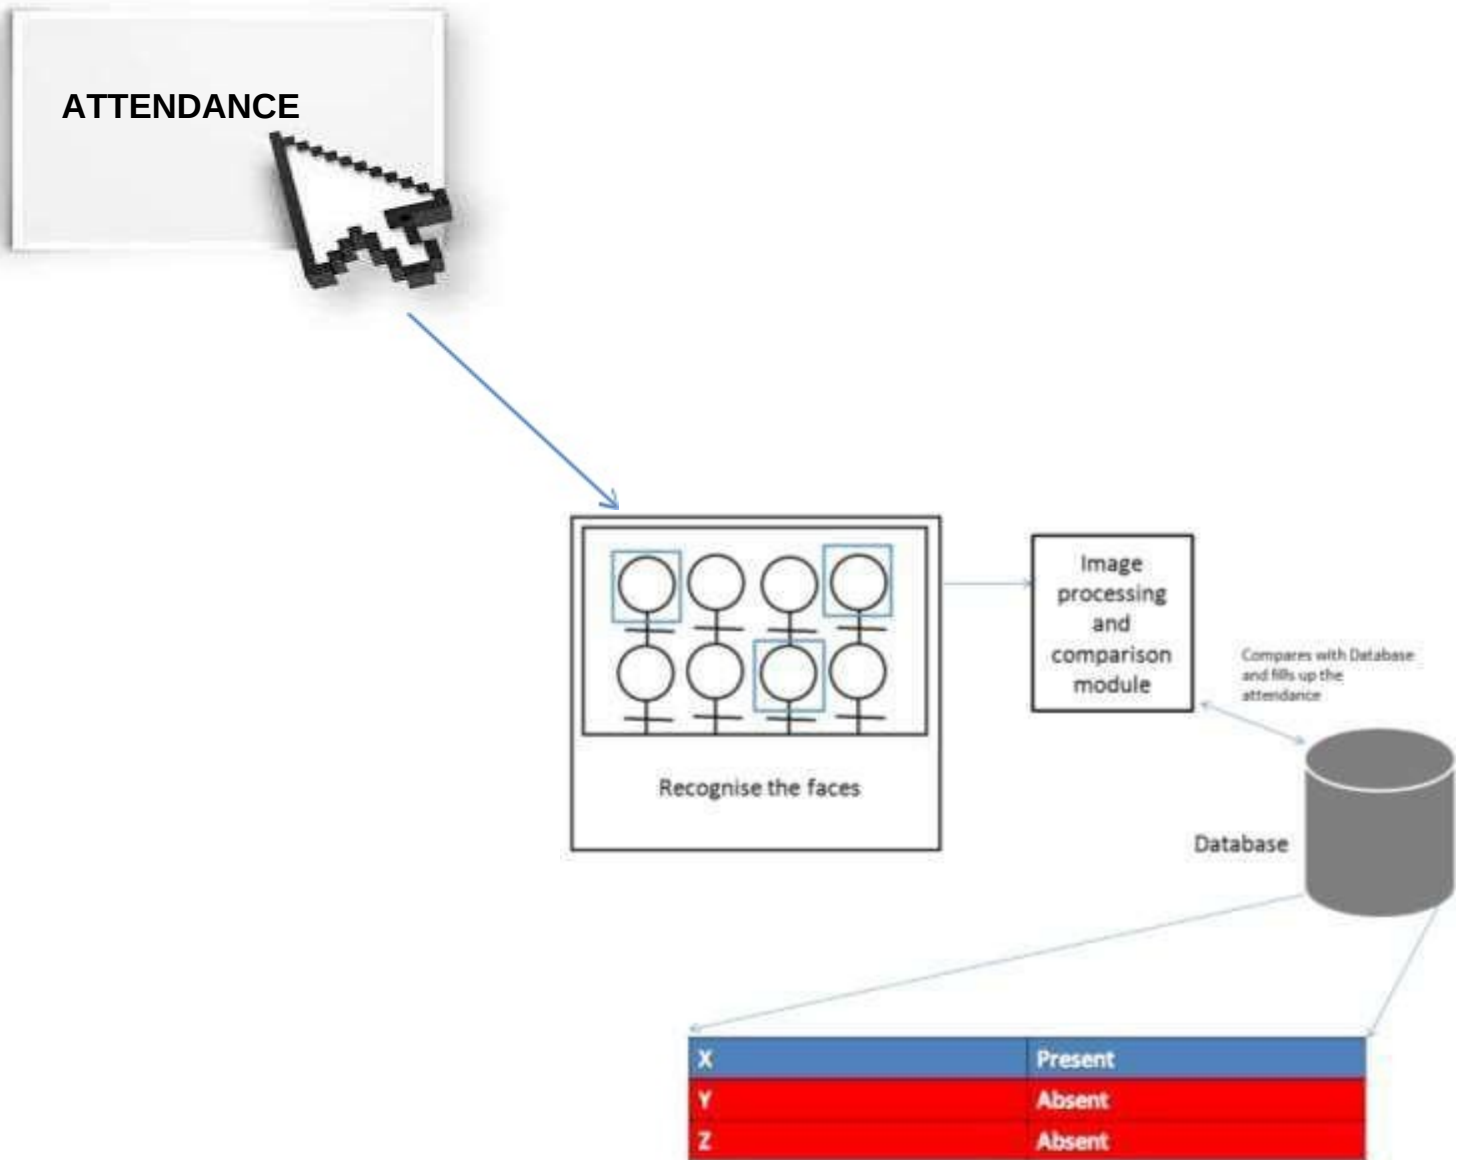 ATTENDANCE
Image
processing
and
comparison
module
Compares with Database
and fills up the
attendance
Recognise the faces
Database
X Present
Y Absent
Z Absent